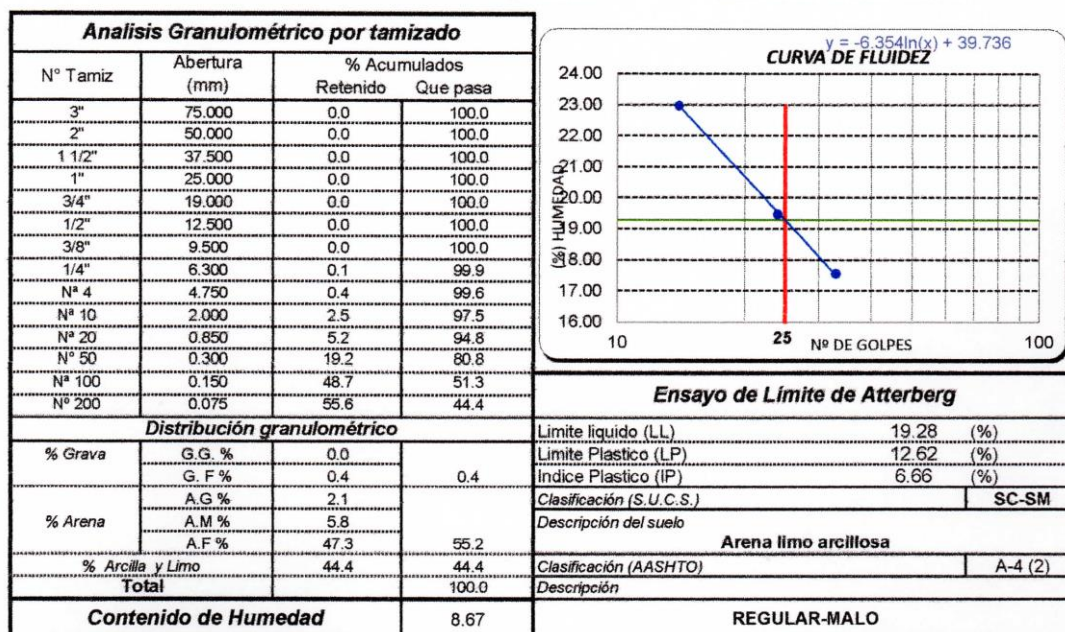 Analisis Granulométrico por tamizado
N° Tamiz Abertura (mm) % Acumulados
Retenido Que pasa
3" 75.000 0.0 100.0
2" 50.000 0.0 100.0
1 1/2" 37.500 0.0 100.0
1" 25.000 0.0 100.0
3/4" 19.000 0.0 100.0
1/2" 12.500 0.0 100.0
3/8" 9.500 0.0 100.0
1/4" 6.300 0.1 99.9
Nª 4 4.750 0.4 99.6
Nª 10 2.000 2.5 97.5
Nª 20 0.850 5.2 94.8
N° 50 0.300 19.2 80.8
Nª 100 0.150 48.7 51.3
Nº 200 0.075 55.6 44.4
Distribución granulométrico
% Grava G.G. % 0.0
G. F % 0.4 0.4
A.G % 2.1
% Arena A.M % 5.8
A.F % 47.3 55.2
% Arcilla y Limo 44.4 44.4
Total 100.0
Contenido de Humedad 8.67
y = -6.354ln(x) + 39.736
CURVA DE FLUIDEZ
24.00
23.00
22.00
21.00
20.00
19.00
18.00
17.00
16.00
(%) HUMEDAD
10 25 Nº DE GOLPES 100
Ensayo de Límite de Atterberg
Limite liquido (LL) 19.28 (%)
Limite Plastico (LP) 12.62 (%)
Indice Plastico (IP) 6.66 (%)
Clasificación (S.U.C.S.) SC-SM
Descripción del suelo
Arena limo arcillosa
Clasificación (AASHTO) A-4 (2)
Descripción
REGULAR-MALO